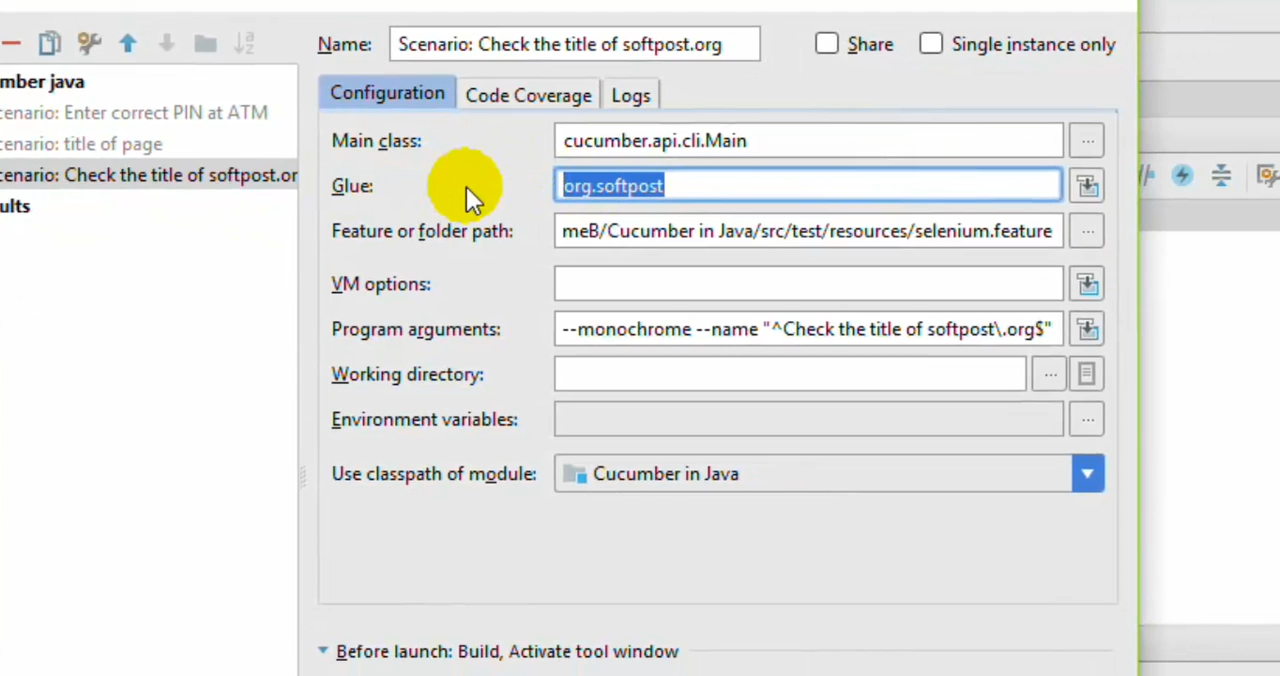 Name: Scenario: Check the title of softpost.org Share Single instance only
mber java
cenario: Enter correct PIN at ATM
cenario: title of page
cenario: Check the title of softpost.or
ults
Configuration Code Coverage Logs
Main class: cucumber.api.cli.Main ...
Glue: org.softpost
Feature or folder path: meB/Cucumber in Java/src/test/resources/selenium.feature ...
VM options:
Program arguments: --monochrome --name "^Check the title of softpost\.org$"
Working directory: ...
Environment variables: ...
Use classpath of module: Cucumber in Java
Before launch: Build, Activate tool window